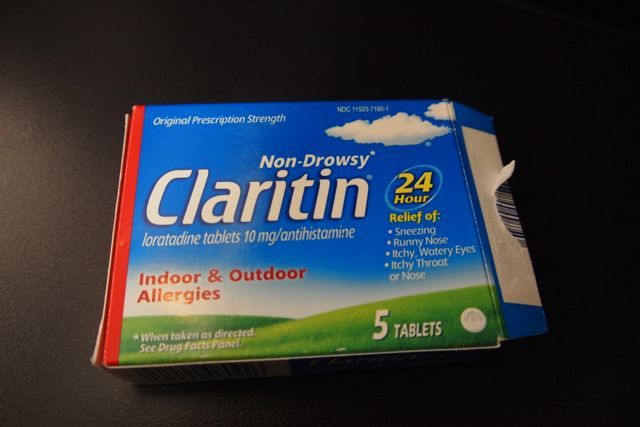 Original Prescription Strength
NDC 11523-7160-1
Non-Drowsy*
Claritin®
24
Hour
loratadine tablets 10 mg/antihistamine
Relief of:
• Sneezing
• Runny Nose
• Itchy, Watery Eyes
• Itchy Throat
or Nose
Indoor & Outdoor
Allergies
* When taken as directed.
See Drug Facts Panel.
5 TABLETS
Claritin